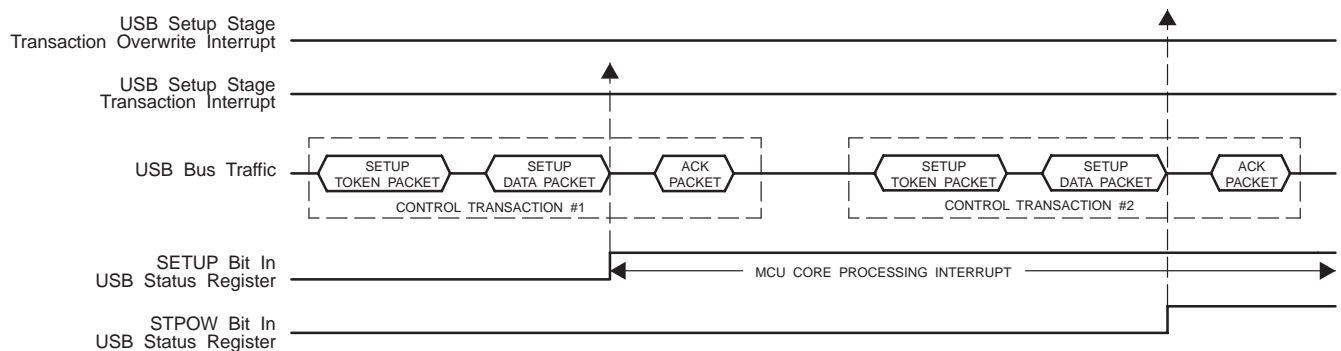 USB Setup Stage
Transaction Overwrite Interrupt
USB Setup Stage
Transaction Interrupt
USB Bus Traffic
SETUP
TOKEN PACKET
SETUP
DATA PACKET
ACK
PACKET
CONTROL TRANSACTION #1
SETUP
TOKEN PACKET
SETUP
DATA PACKET
ACK
PACKET
CONTROL TRANSACTION #2
SETUP Bit In
USB Status Register
MCU CORE PROCESSING INTERRUPT
STPOW Bit In
USB Status Register